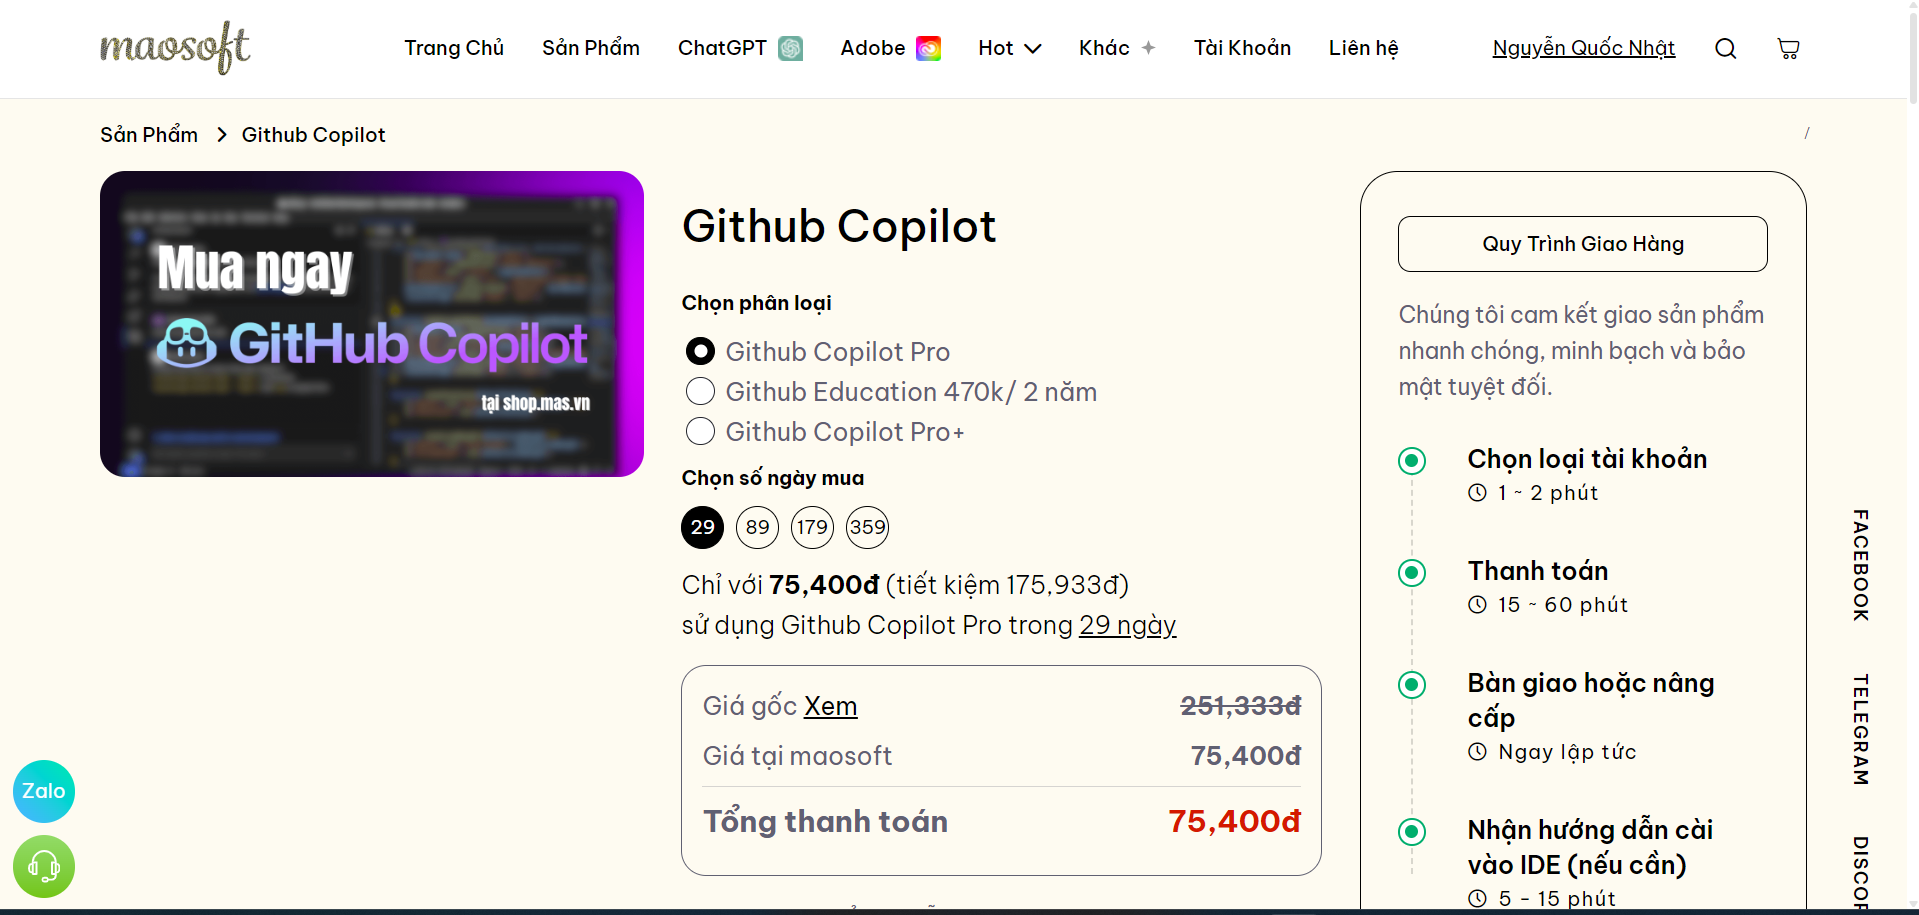 maosoft
Trang Chủ
Sản Phẩm
ChatGPT
Adobe
Hot
Khác
Tài Khoản
Liên hệ
Nguyễn Quốc Nhật
Sản Phẩm
Github Copilot
/
Mua ngay
GitHub Copilot
tại shop.mas.vn
Github Copilot
Chọn phân loại
Github Copilot Pro
Github Education 470k/ 2 năm
Github Copilot Pro+
Chọn số ngày mua
29
89
179
359
Chỉ với 75,400đ (tiết kiệm 175,933đ)
sử dụng Github Copilot Pro trong 29 ngày
Giá gốc Xem
251,333đ
Giá tại maosoft
75,400đ
Tổng thanh toán
75,400đ
Quy Trình Giao Hàng
Chúng tôi cam kết giao sản phẩm
nhanh chóng, minh bạch và bảo
mật tuyệt đối.
Chọn loại tài khoản
1 ~ 2 phút
Thanh toán
15 ~ 60 phút
Bàn giao hoặc nâng
cấp
Ngay lập tức
Nhận hướng dẫn cài
vào IDE (nếu cần)
5 - 15 phút
FACEBOOK
TELEGRAM
DISCOR
Zalo